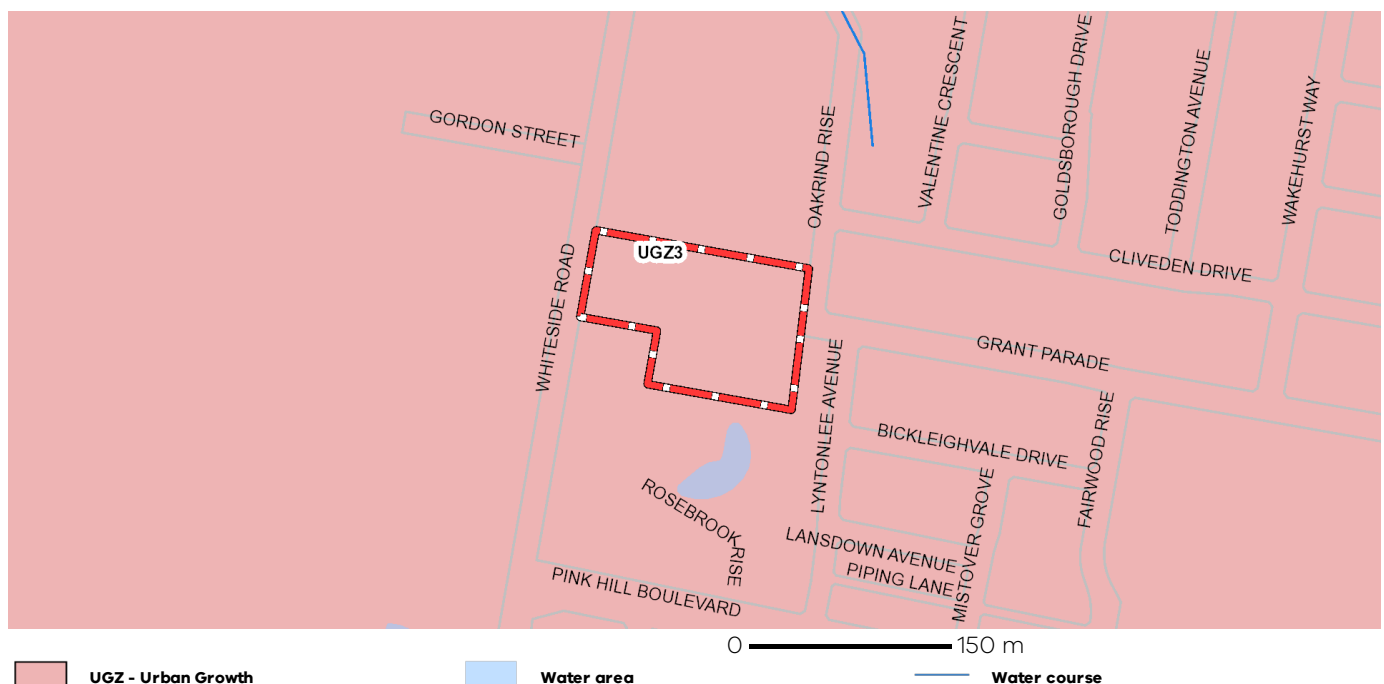 GORDON STREET
OAKRIND RISE
VALENTINE CRESCENT
GOLDSBOROUGH DRIVE
TODDINGTON AVENUE
WAKEHURST WAY
UGZ3
CLIVEDEN DRIVE
WHITESIDE ROAD
GRANT PARADE
LYNTONLEE AVENUE
BICKLEIGHVALE DRIVE
FAIRWOOD RISE
ROSEBROOK
RISE
LANSDOWN AVENUE
PIPING LANE
MISTOVER GROVE
PINK HILL BOULEVARD
0 150 m
UGZ - Urban Growth Water area Water course